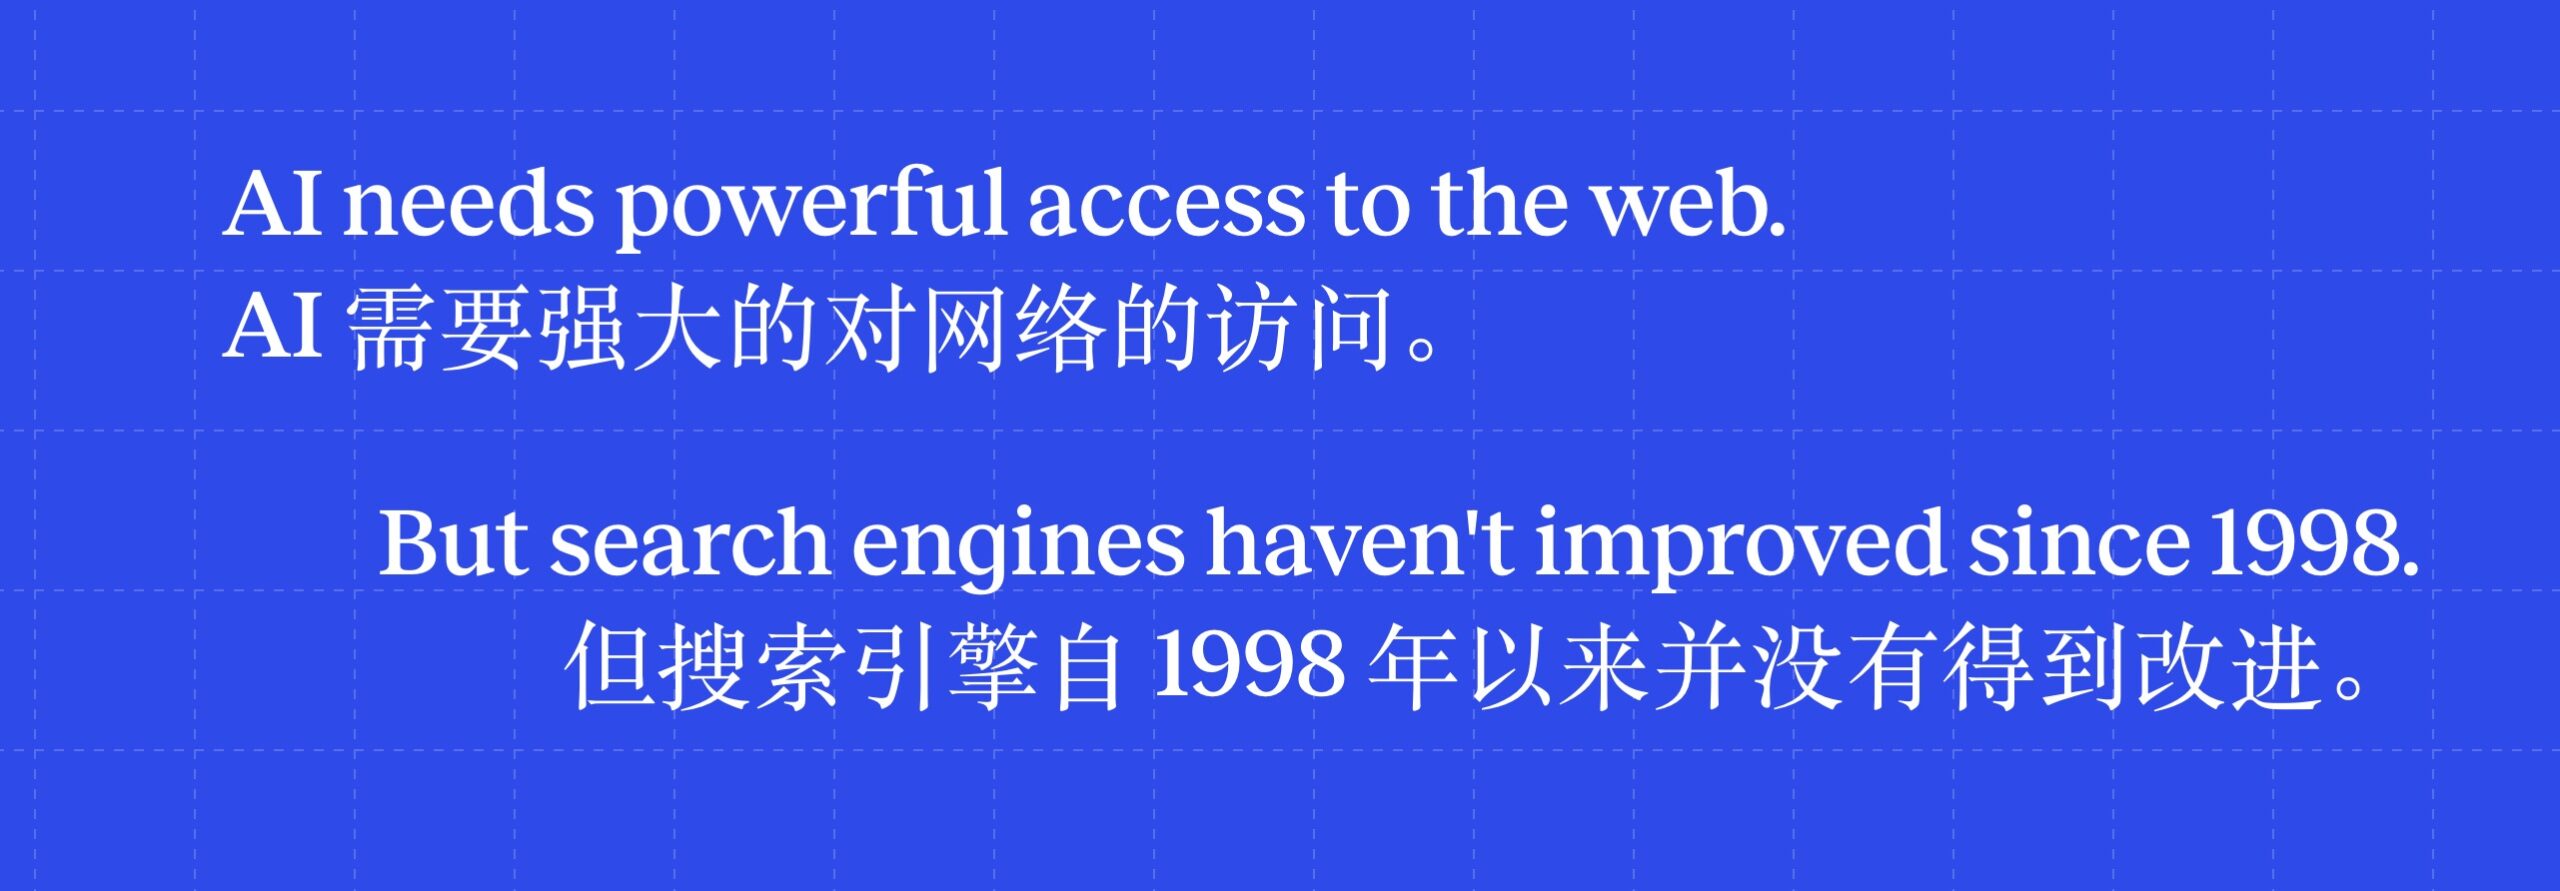 AI needs powerful access to the web.
AI 需要强大的对网络的访问。
But search engines haven't improved since 1998.
但搜索引擎自 1998 年以来并没有得到改进。